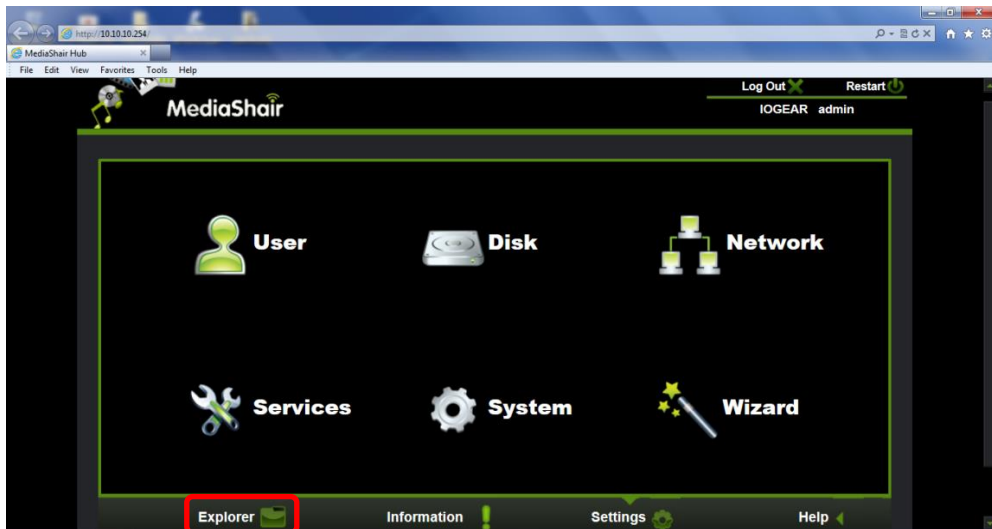 http://10.10.10.254/
MediaShair Hub
File Edit View Favorites Tools Help
MediaShair
Log Out Restart
IOGEAR admin
User Disk Network
Services System Wizard
Explorer Information Settings Help